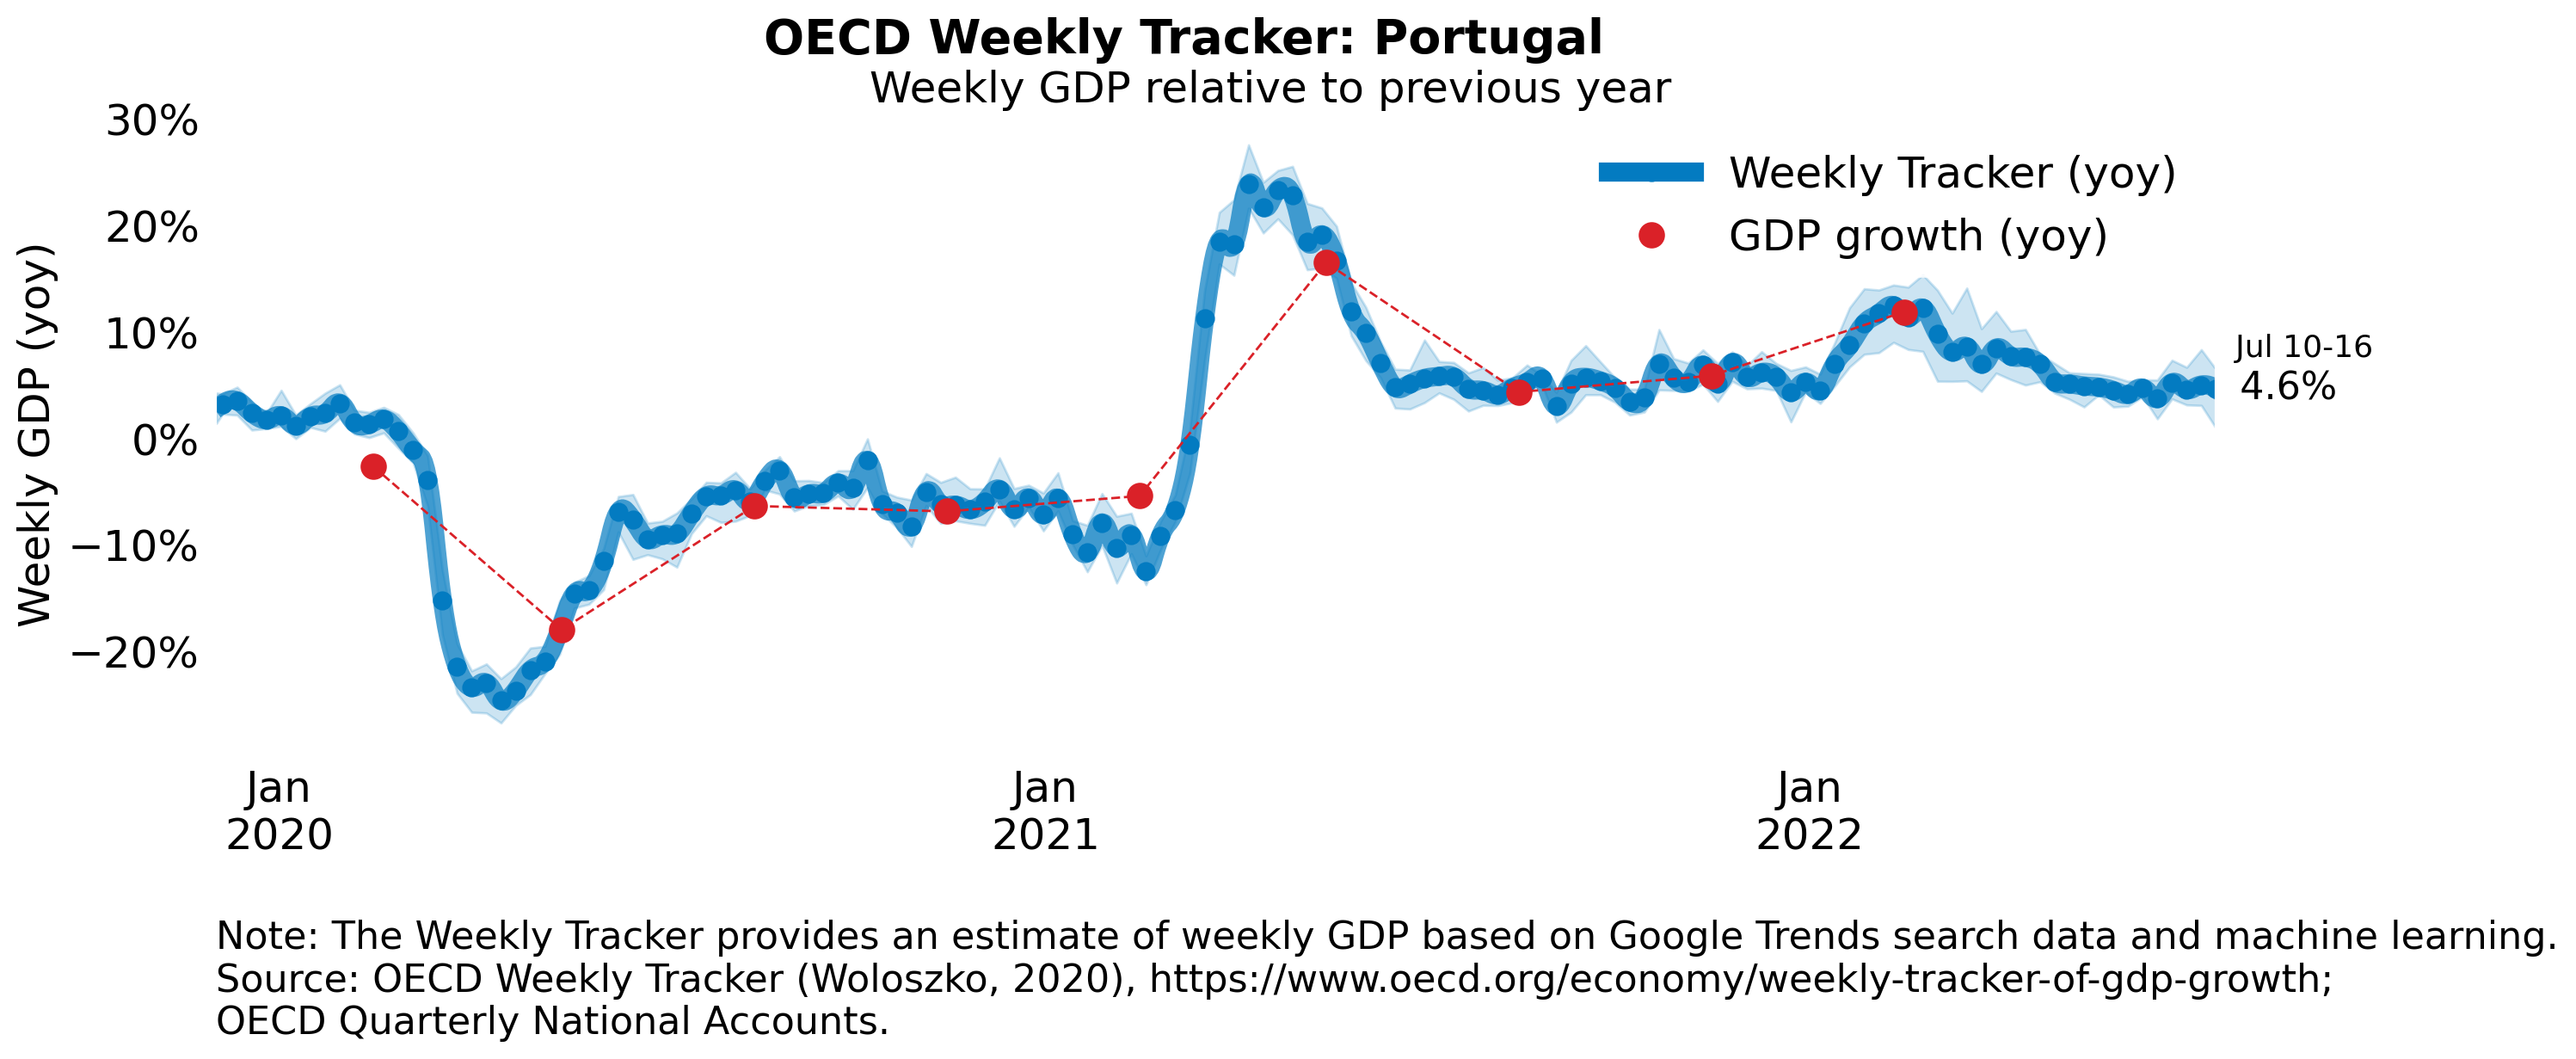 OECD Weekly Tracker: Portugal
Weekly GDP relative to previous year
Weekly GDP (yoy)
30%
20%
10%
0%
−10%
−20%
Weekly Tracker (yoy)
GDP growth (yoy)
Jul 10-16
4.6%
Jan
2020
Jan
2021
Jan
2022
Note: The Weekly Tracker provides an estimate of weekly GDP based on Google Trends search data and machine learning.
Source: OECD Weekly Tracker (Woloszko, 2020), https://www.oecd.org/economy/weekly-tracker-of-gdp-growth;
OECD Quarterly National Accounts.